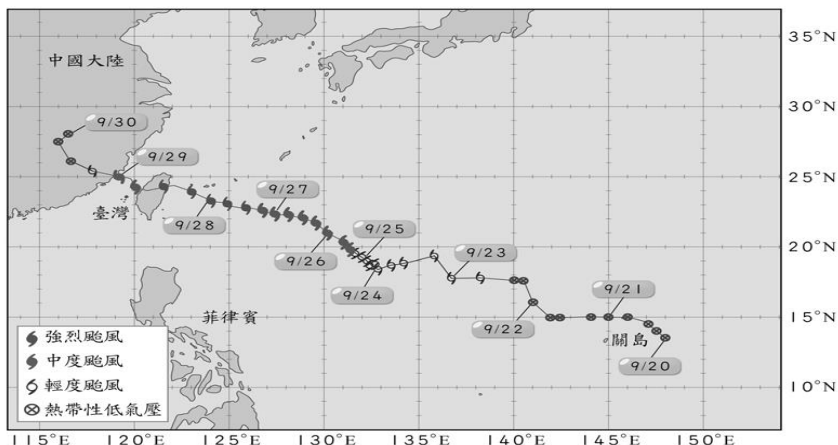 中國大陸
9/30
9/29
9/27
臺灣
9/28
9/26
9/25
9/24
9/23
9/22
9/21
關島
9/20
菲律賓
強烈颱風
中度颱風
輕度颱風
熱帶性低氣壓
35°N
30°N
25°N
20°N
15°N
10°N
115°E 120°E 125°E 130°E 135°E 140°E 145°E 150°E